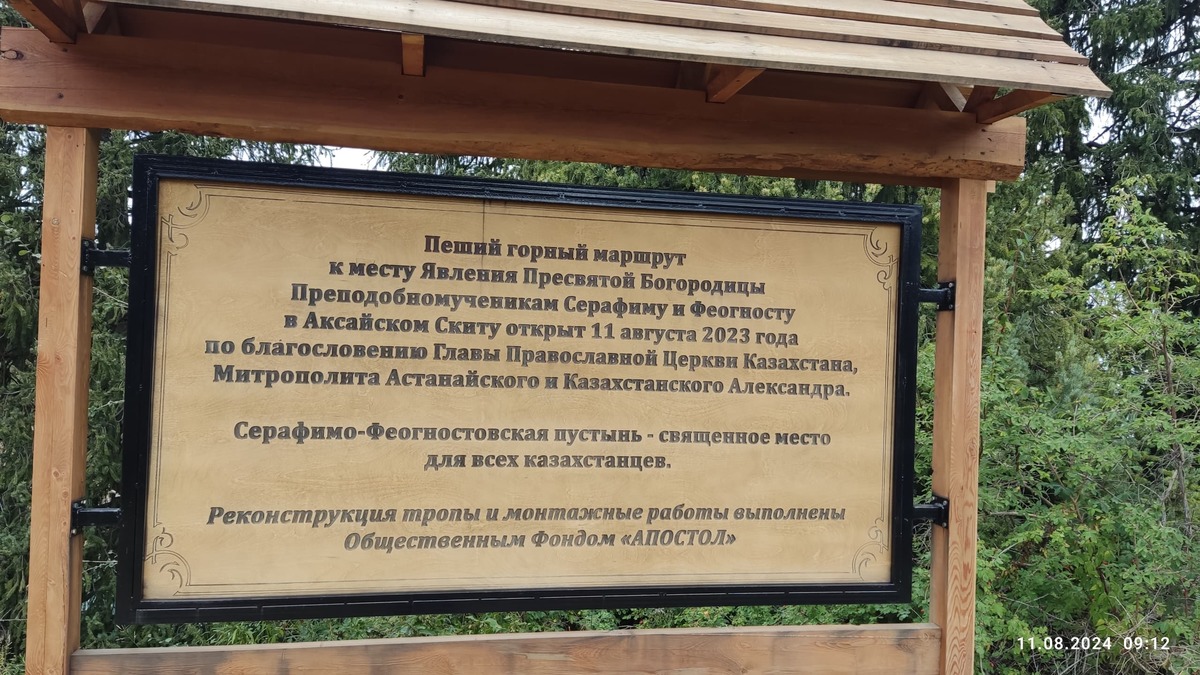 Пеший горный маршрут
к месту Явления Пресвятой Богородицы
Преподобномученикам Серафиму и Феогносту
в Аксайском Скиту открыт 11 августа 2023 года
по благословению Главы Православной Церкви Казахстана,
Митрополита Астанайского и Казахстанского Александра.
Серафимо-Феогностовская пустынь - священное место
для всех казахстанцев.
Реконструкция тропы и монтажные работы выполнены
Общественным Фондом «АПОСТОЛ»
11.08.2024 09:12